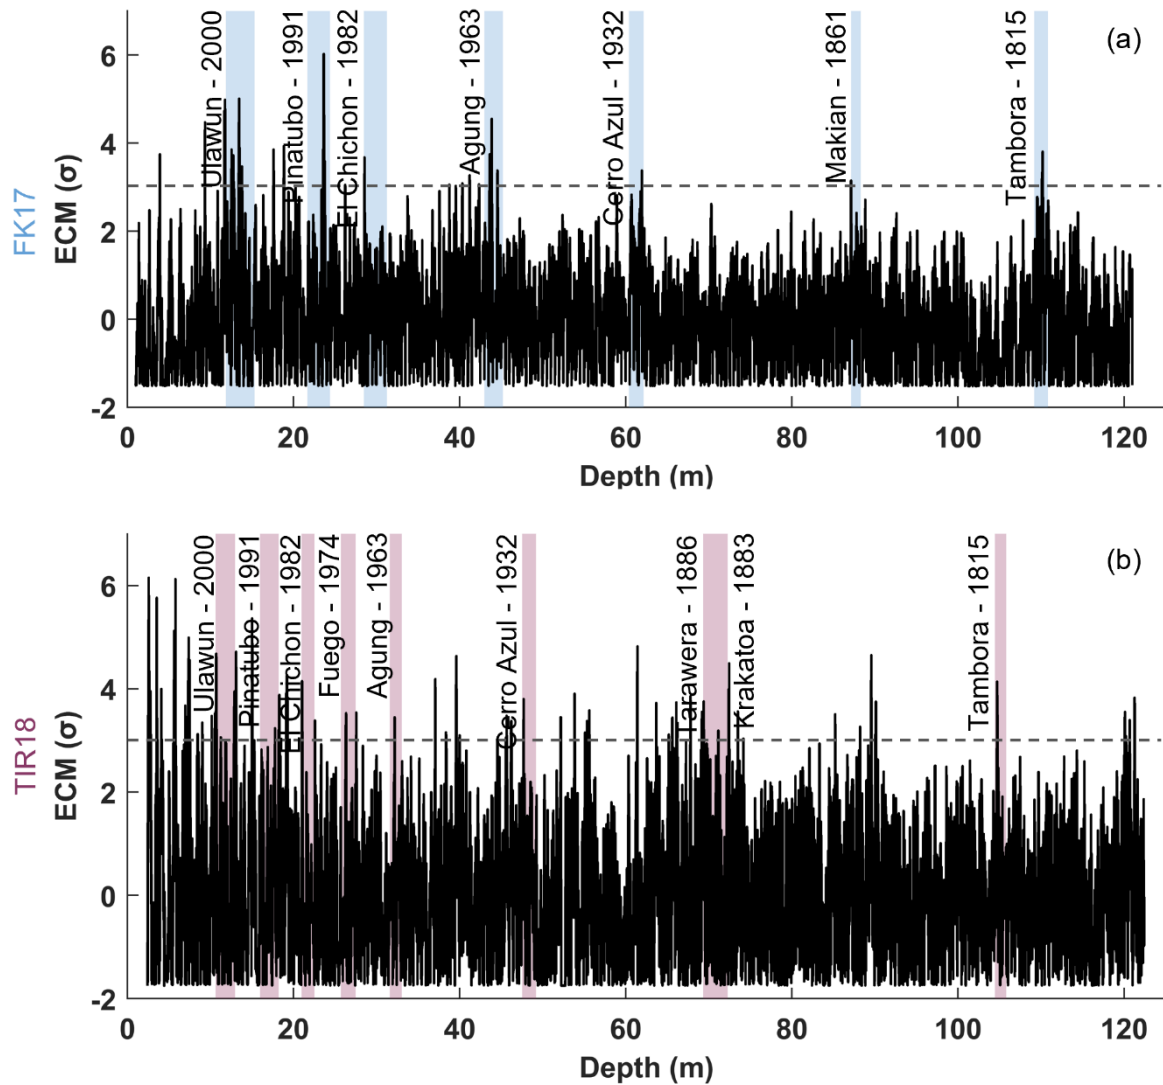 (a)
Ulawun - 2000
Pinatubo - 1991
El Chichon - 1982
Agung - 1963
Cerro Azul - 1932
Makian - 1861
Tambora - 1815
FK17
ECM (σ)
6
4
2
0
-2
0 20 40 60 80 100 120
Depth (m)
(b)
Ulawun - 2000
Pinatubo - 1991
El Chichon - 1982
Fuego - 1974
Agung - 1963
Cerro Azul - 1932
Tarawera - 1886
Krakatoa - 1883
Tambora - 1815
TIR18
ECM (σ)
6
4
2
0
-2
0 20 40 60 80 100 120
Depth (m)